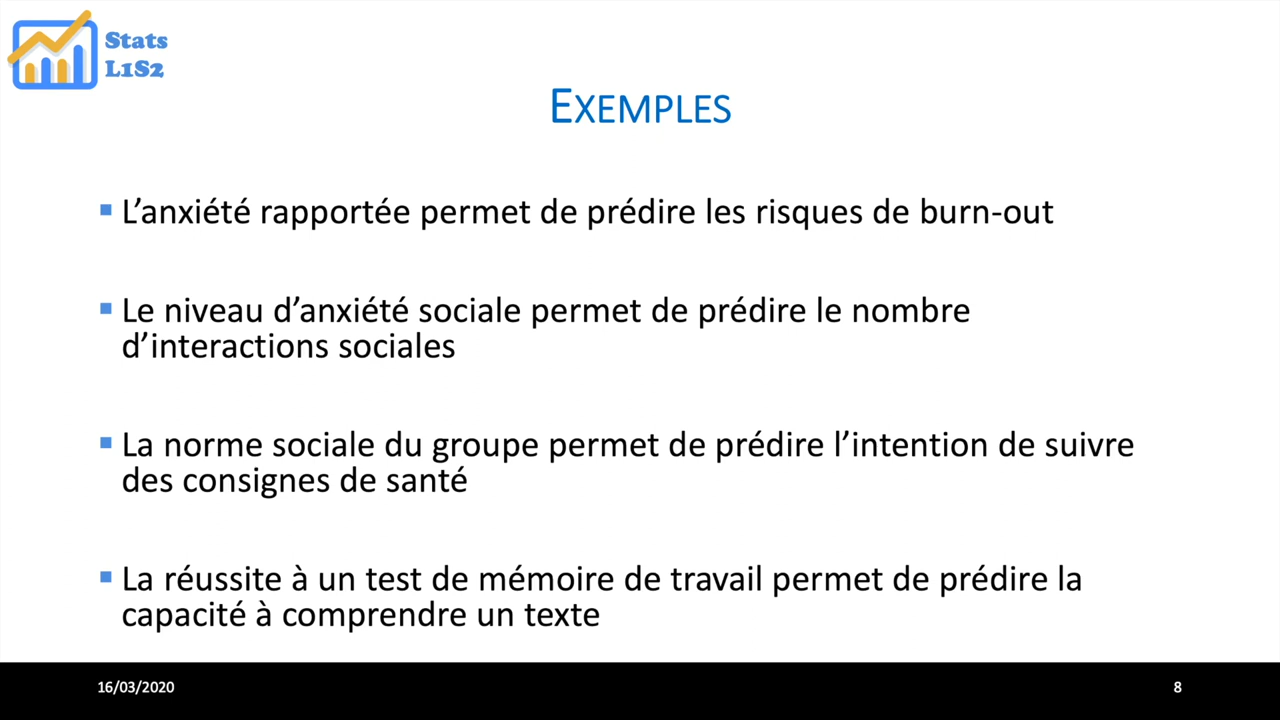 Stats
L1S2
EXEMPLES
L’anxiété rapportée permet de prédire les risques de burn-out
Le niveau d’anxiété sociale permet de prédire le nombre
d’interactions sociales
La norme sociale du groupe permet de prédire l’intention de suivre
des consignes de santé
La réussite à un test de mémoire de travail permet de prédire la
capacité à comprendre un texte
16/03/2020
8